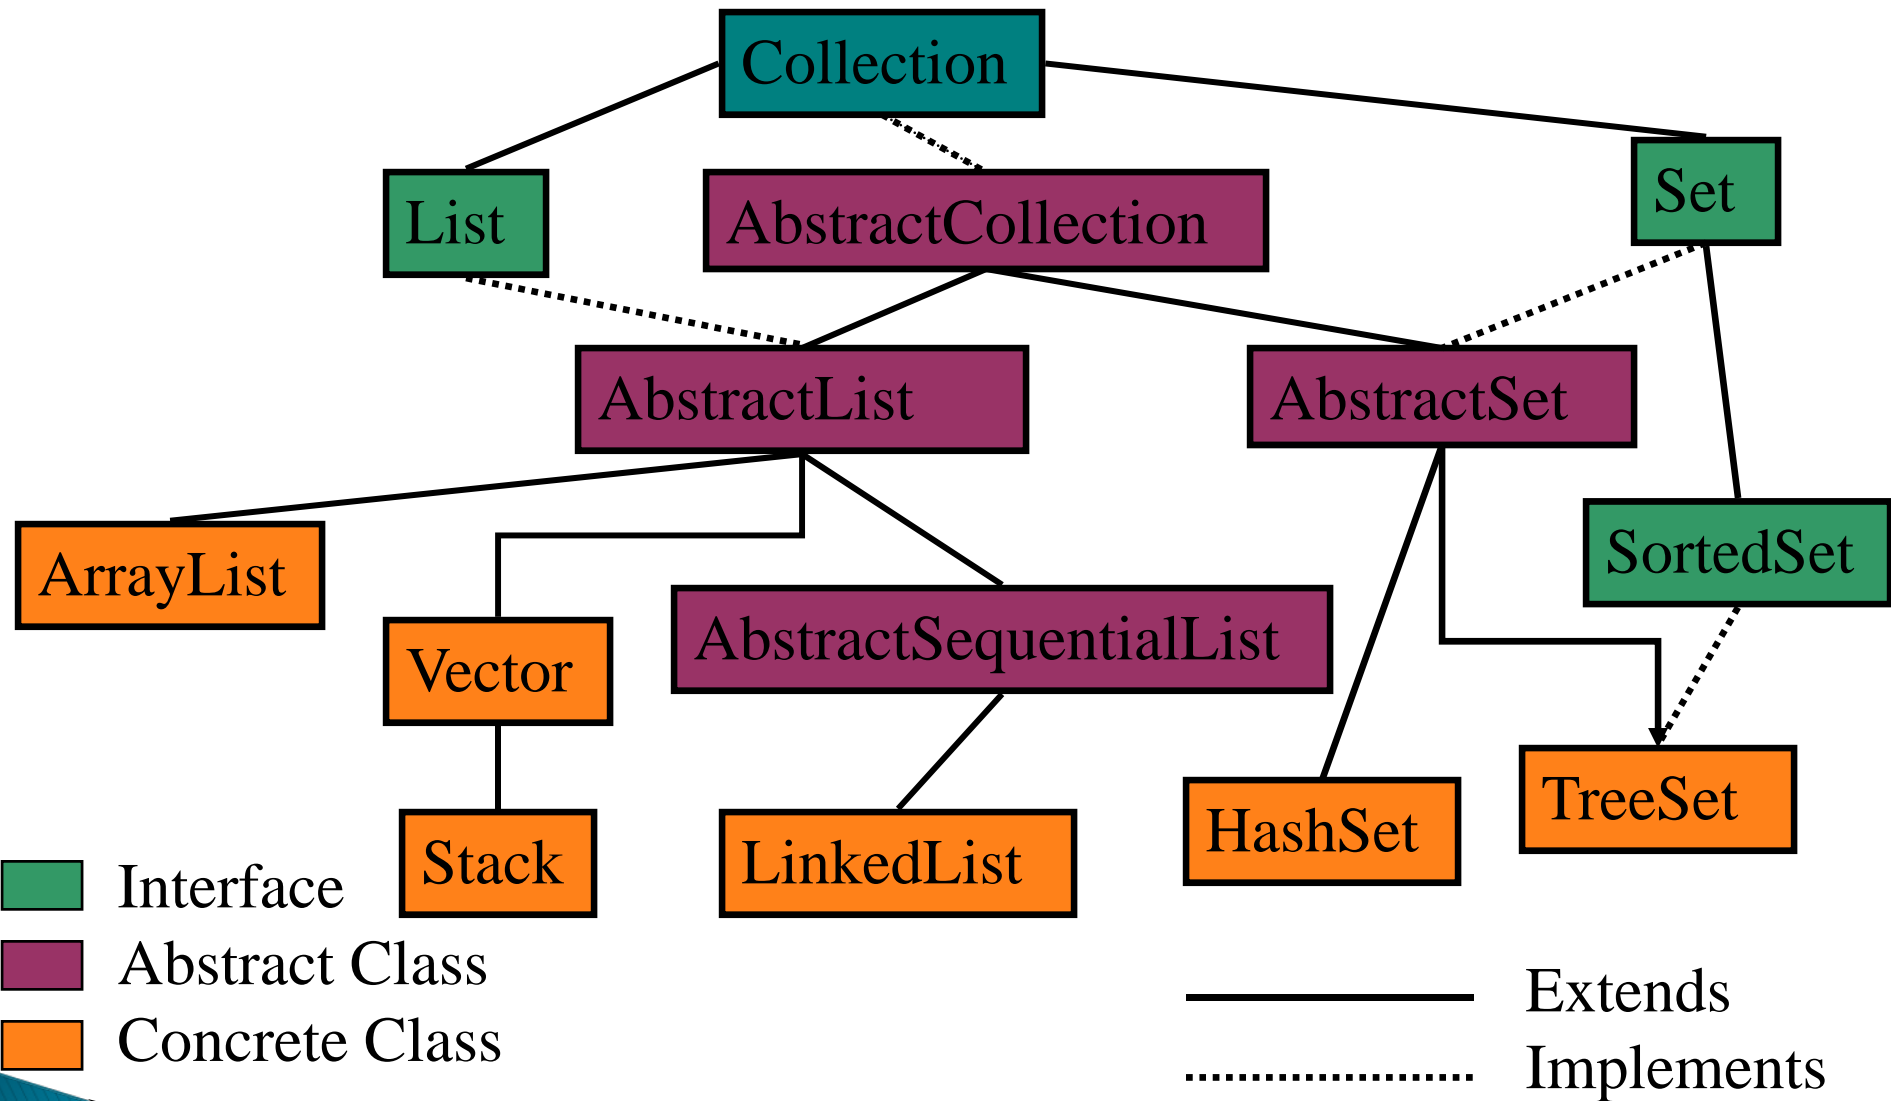 Collection
List
AbstractCollection
Set
AbstractList
AbstractSet
ArrayList
SortedSet
Vector
AbstractSequentialList
Stack
LinkedList
HashSet
TreeSet
Interface
Abstract Class
Concrete Class
Extends
Implements